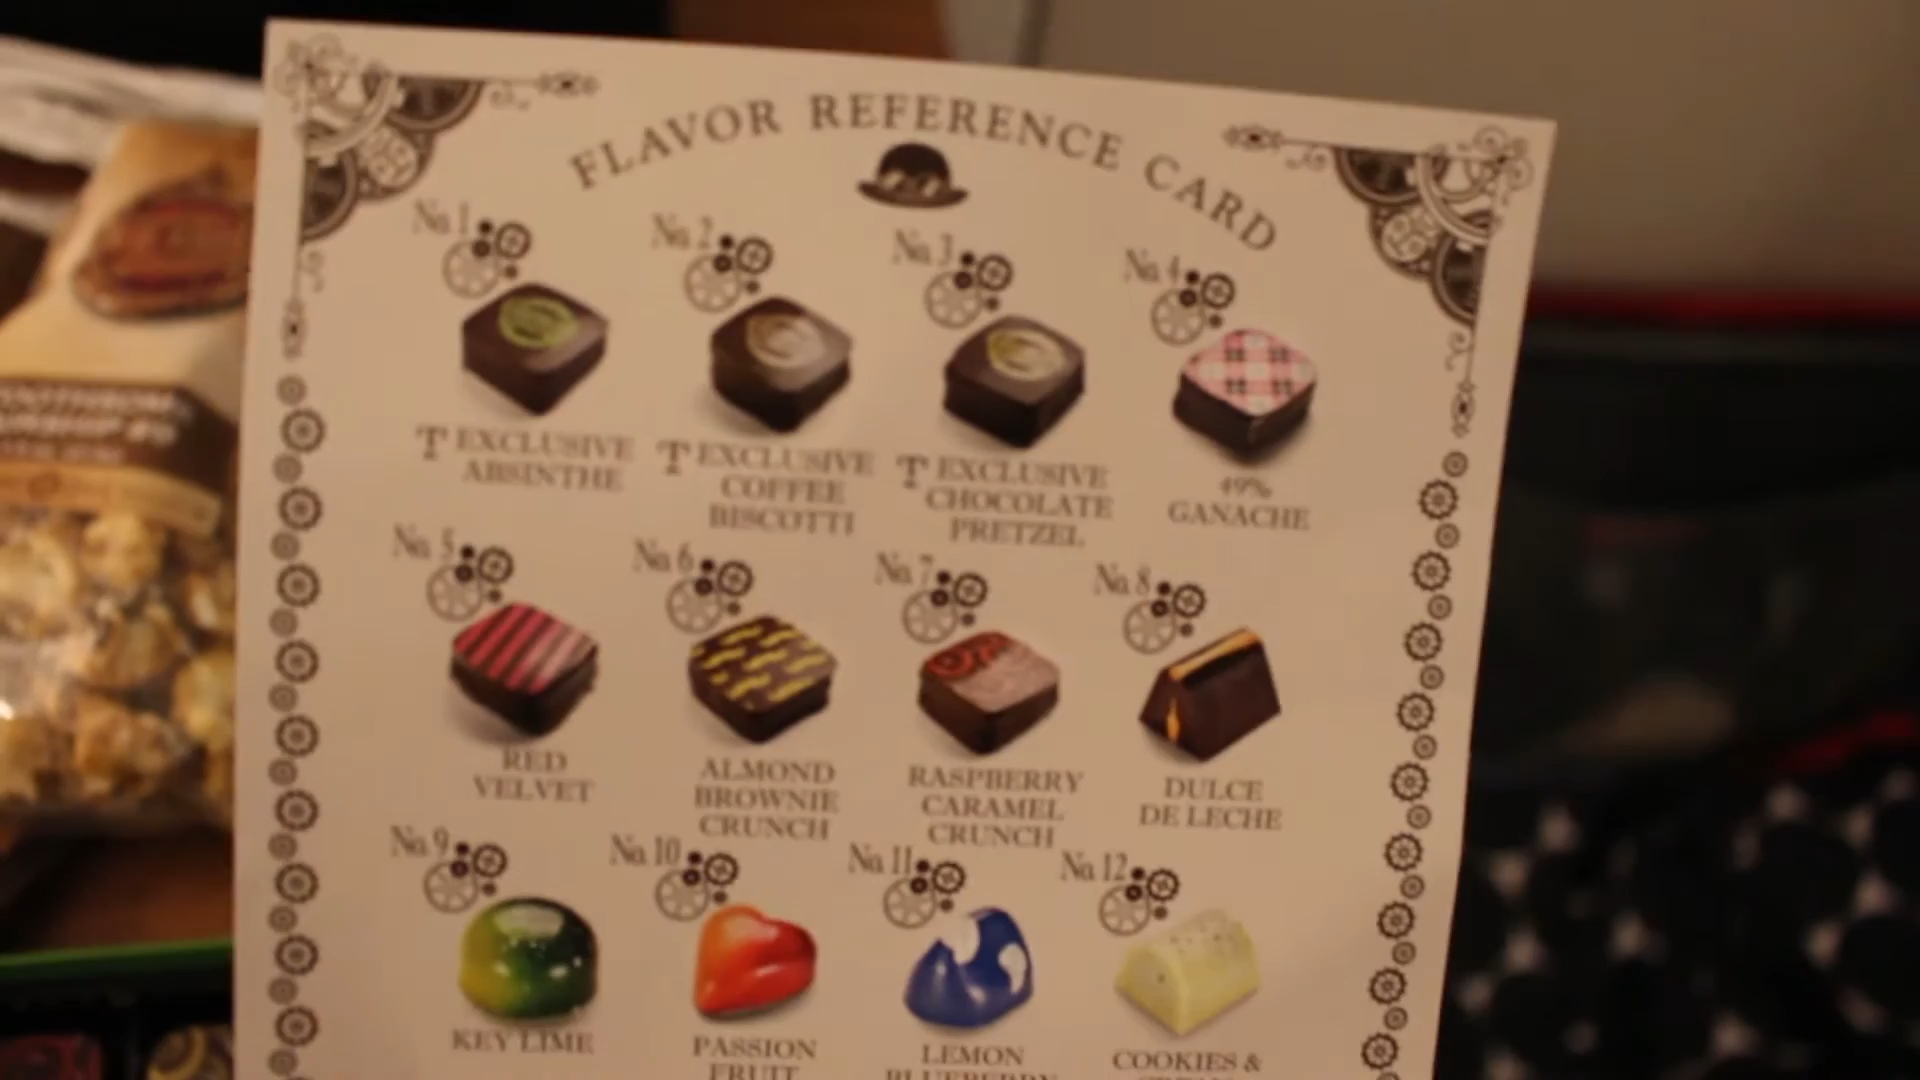 FLAVOR REFERENCE CARD
No. 1
No. 2
No. 3
No. 4
T EXCLUSIVE
ABSINTHE
T EXCLUSIVE
COFFEE
BISCOTTI
T EXCLUSIVE
CHOCOLATE
PRETZEL
49%
GANACHE
No. 5
No. 6
No. 7
No. 8
RED
VELVET
ALMOND
BROWNIE
CRUNCH
RASPBERRY
CARAMEL
CRUNCH
DULCE
DE LECHE
No. 9
No. 10
No. 11
No. 12
KEY LIME
PASSION
FRUIT
LEMON
BLUEBERRY
COOKIES &